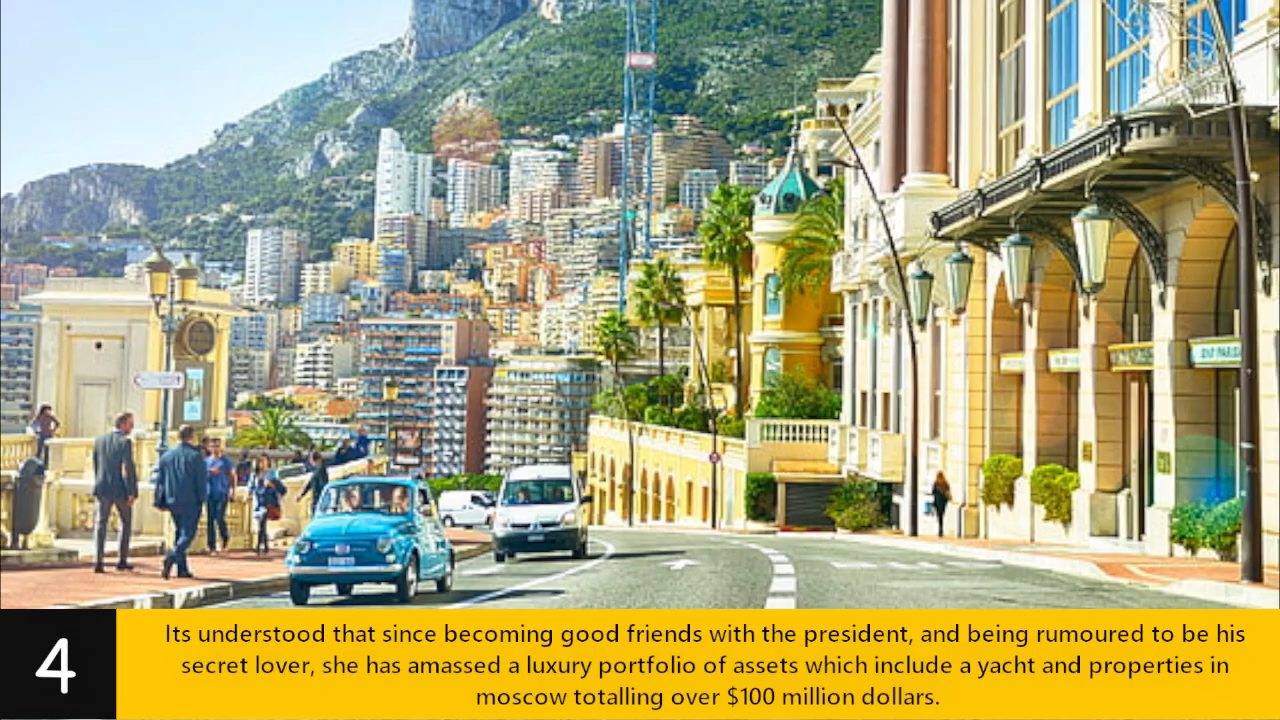 4
Its understood that since becoming good friends with the president, and being rumoured to be his
secret lover, she has amassed a luxury portfolio of assets which include a yacht and properties in
moscow totalling over $100 million dollars.